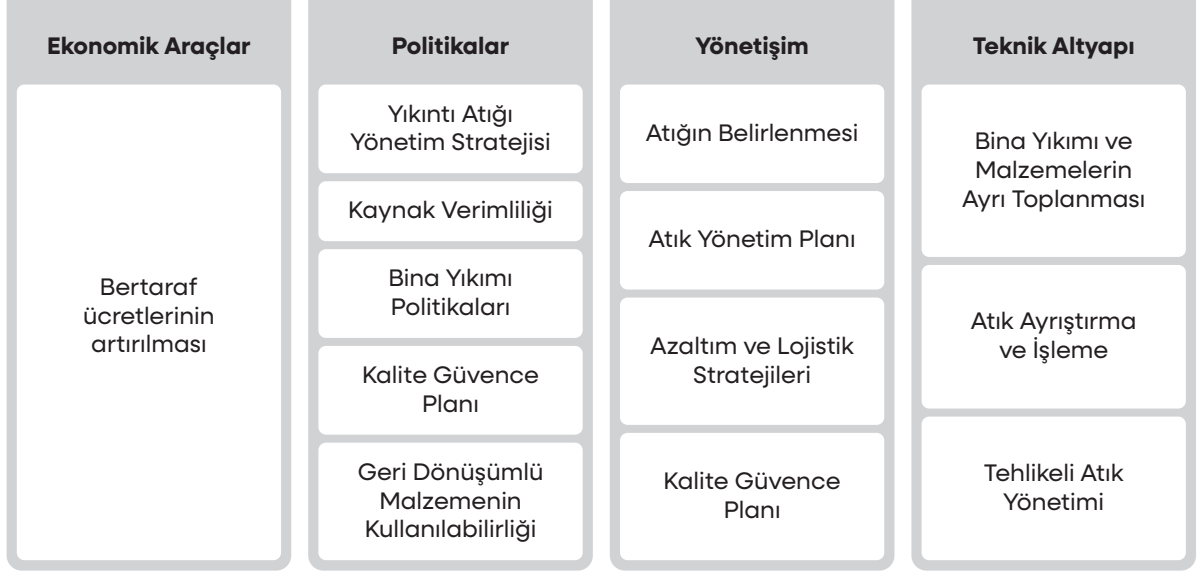 Ekonomik Araçlar
Bertaraf
ücretlerinin
artırılması
Politikalar
Yıkıntı Atığı
Yönetim Stratejisi
Kaynak Verimliliği
Bina Yıkımı
Politikaları
Kalite Güvence
Planı
Geri Dönüşümlü
Malzemenin
Kullanılabilirliği
Yönetişim
Atığın Belirlenmesi
Atık Yönetim Planı
Azaltım ve Lojistik
Stratejileri
Kalite Güvence
Planı
Teknik Altyapı
Bina Yıkımı ve
Malzemelerin
Ayrı Toplanması
Atık Ayrıştırma
ve İşleme
Tehlikeli Atık
Yönetimi